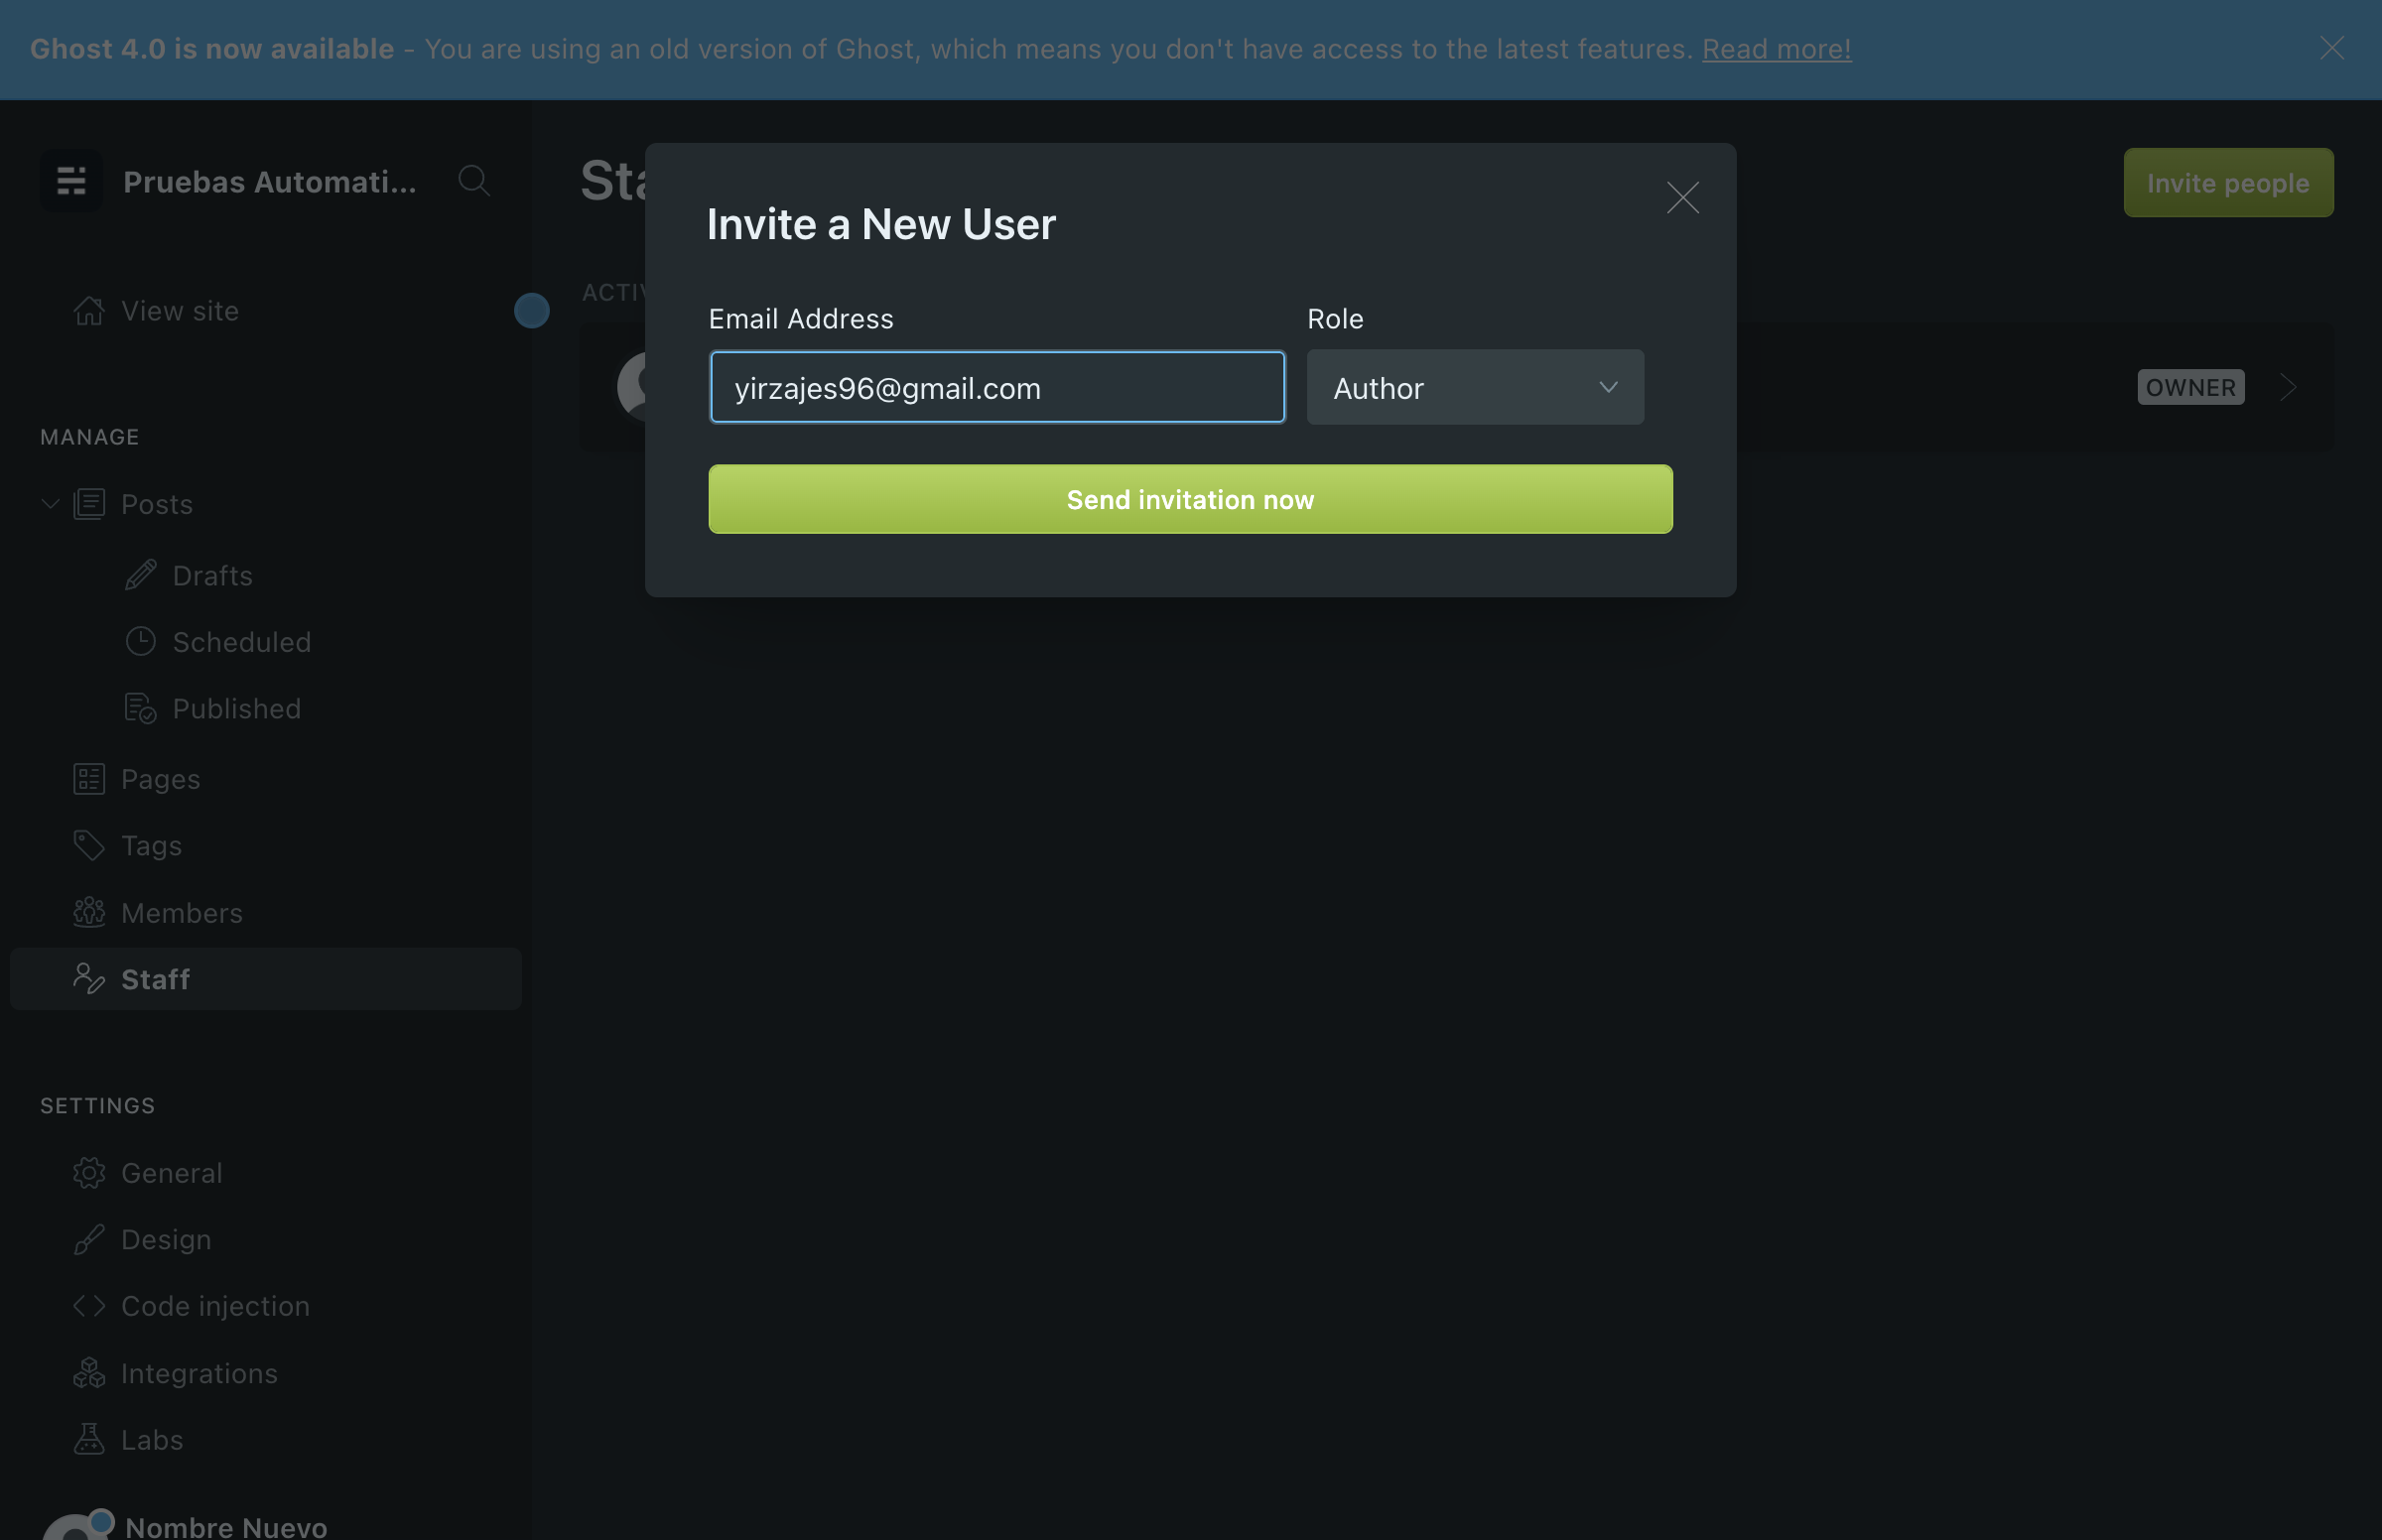 Ghost 4.0 is now available - You are using an old version of Ghost, which means you don't have access to the latest features. Read more!
Pruebas Automati...
View site
MANAGE
Posts
Drafts
Scheduled
Published
Pages
Tags
Members
Staff
SETTINGS
General
Design
Code injection
Integrations
Labs
Nombre Nuevo
Invite people
OWNER
Invite a New User
Email Address
Role
yirzajes96@gmail.com
Author
Send invitation now